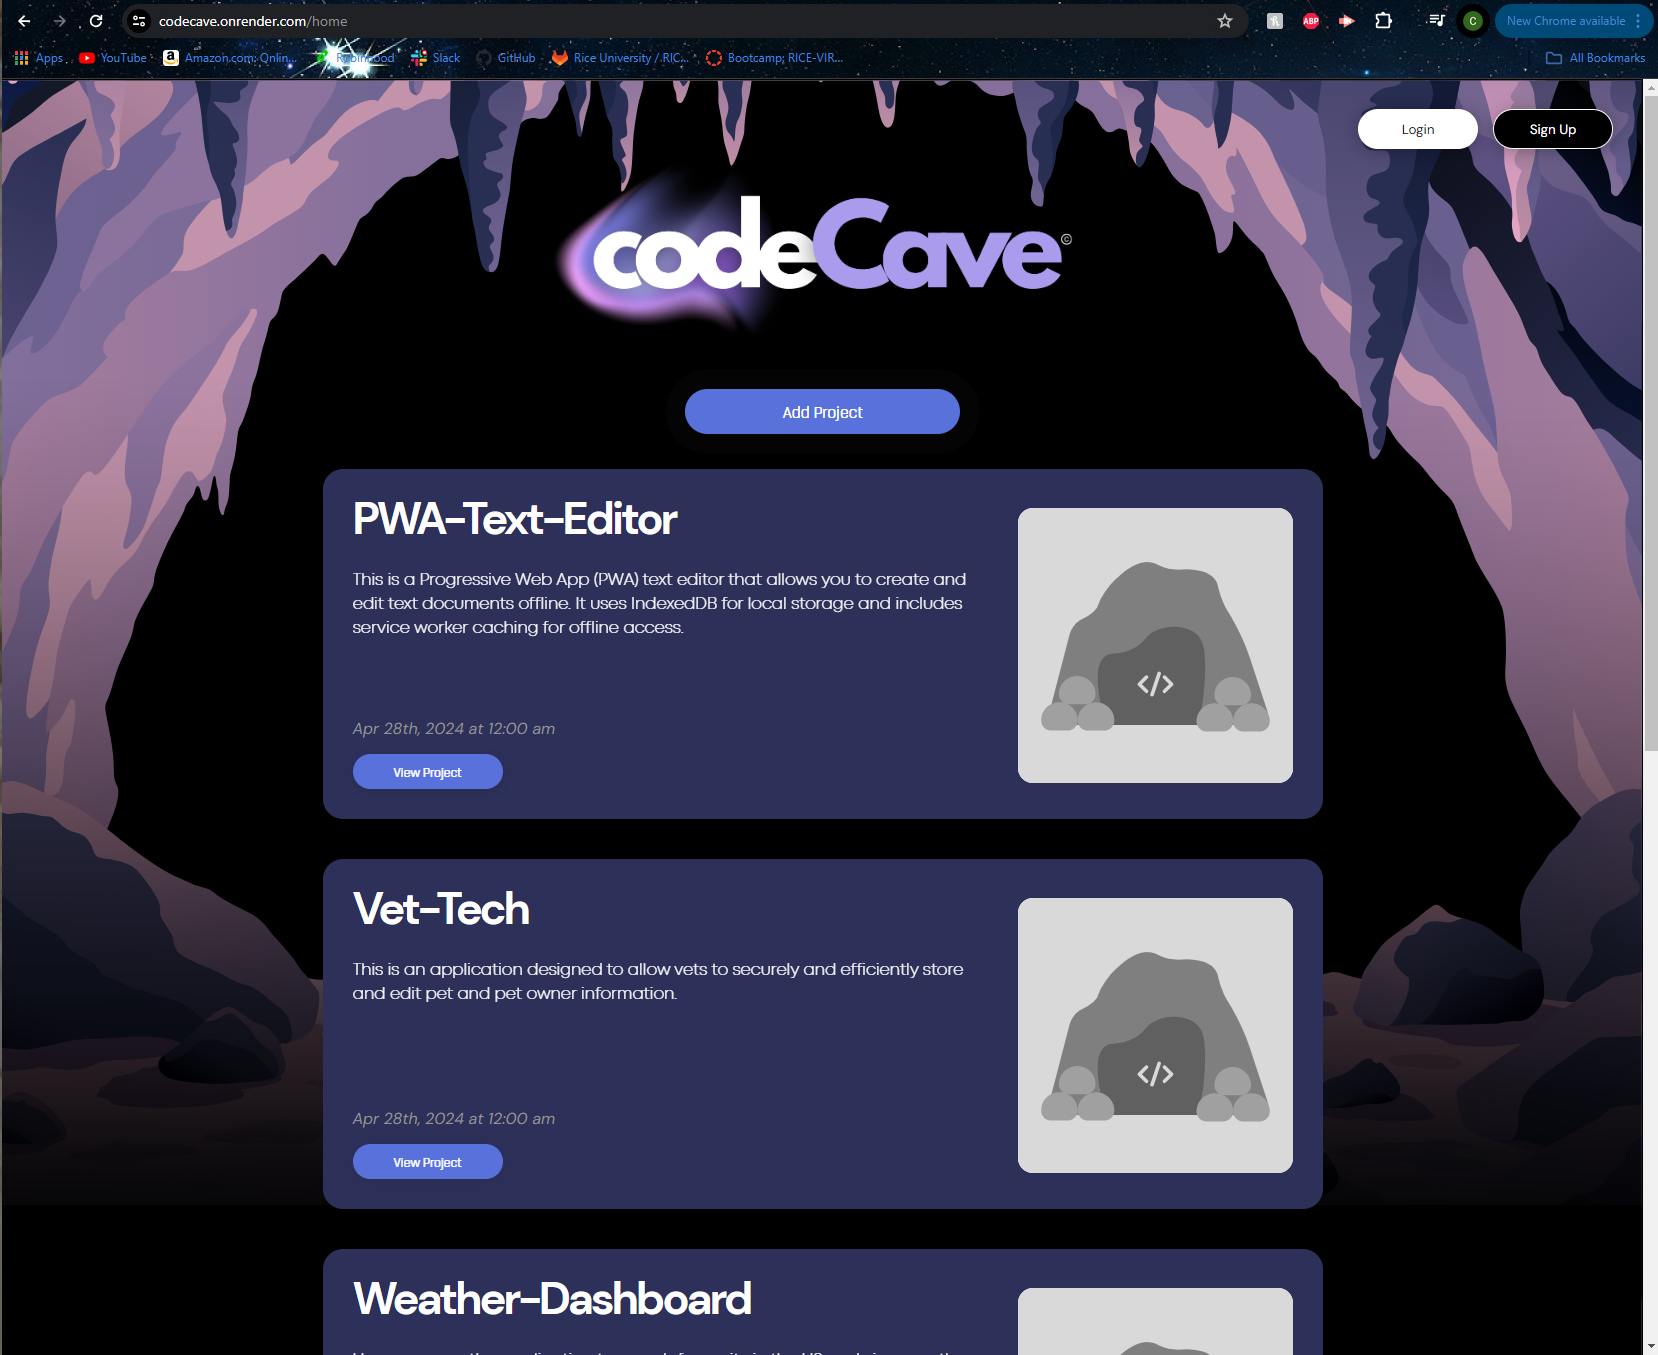 codecave.onrender.com/home
ABP
C
New Chrome available
Apps
YouTube
a
Amazon.com: Onlin...
Robinhood
Slack
GitHub
Rice University / RIC...
Bootcamp; RICE-VIR...
All Bookmarks
Login
Sign Up
codeCave©
Add Project
PWA-Text-Editor
This is a Progressive Web App (PWA) text editor that allows you to create and
edit text documents offline. It uses IndexedDB for local storage and includes
service worker caching for offline access.
Apr 28th, 2024 at 12:00 am
View Project
</>
Vet-Tech
This is an application designed to allow vets to securely and efficiently store
and edit pet and pet owner information.
Apr 28th, 2024 at 12:00 am
View Project
</>
Weather-Dashboard